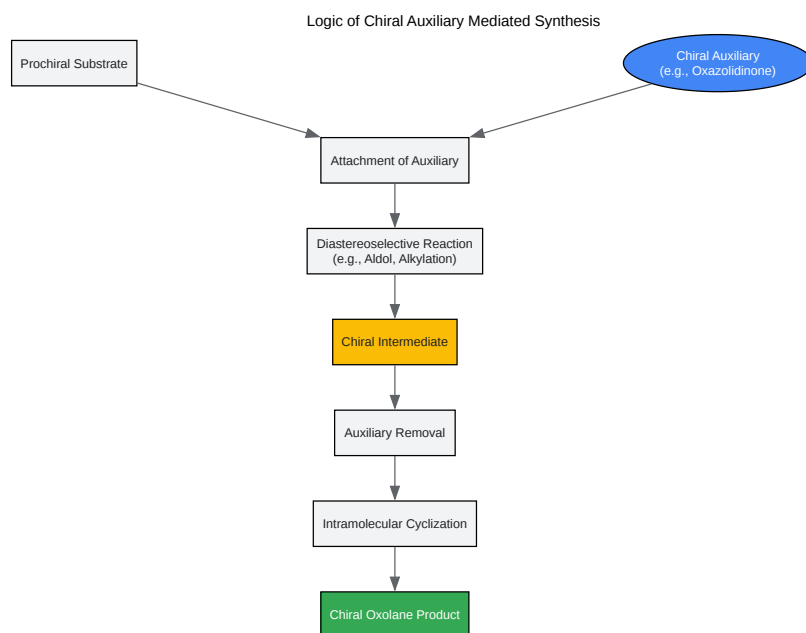 Logic of Chiral Auxiliary Mediated Synthesis
Prochiral Substrate
Chiral Auxiliary
(e.g., Oxazolidinone)
Attachment of Auxiliary
Diastereoselective Reaction
(e.g., Aldol, Alkylation)
Chiral Intermediate
Auxiliary Removal
Intramolecular Cyclization
Chiral Oxolane Product